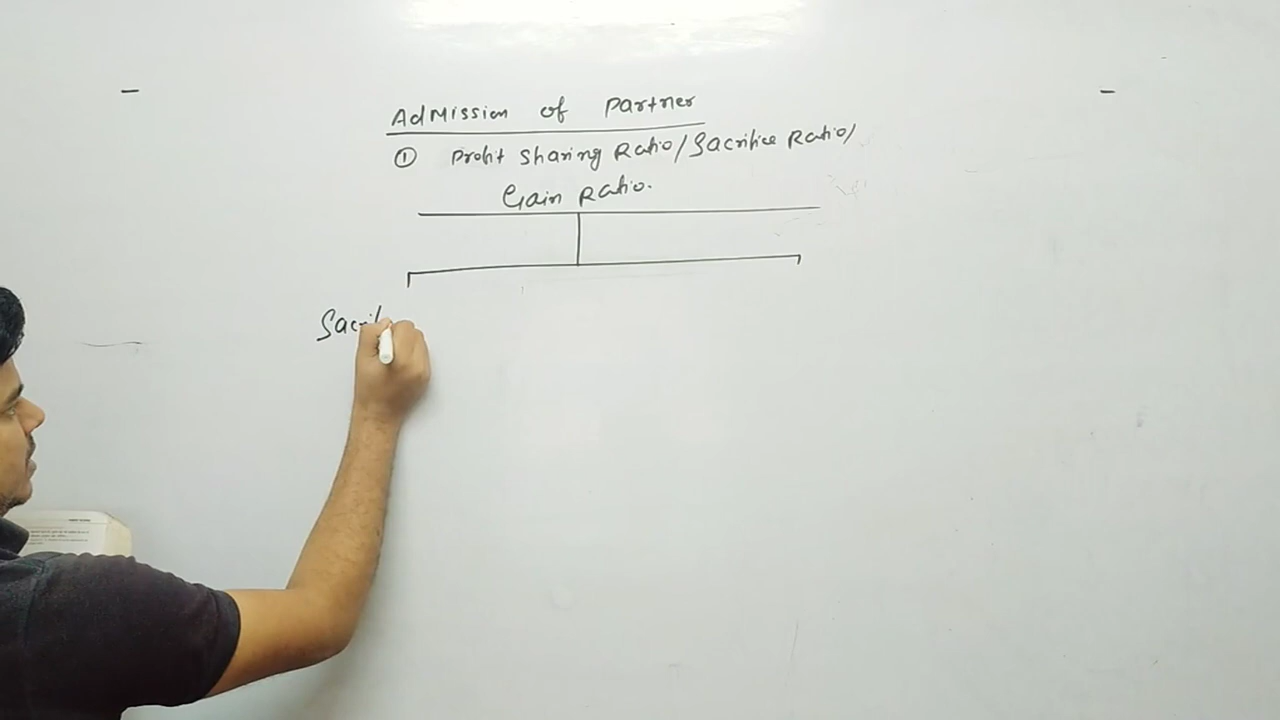 Admission of Partner
① Profit Sharing Ratio/Sacrifice Ratio/
Gain Ratio.